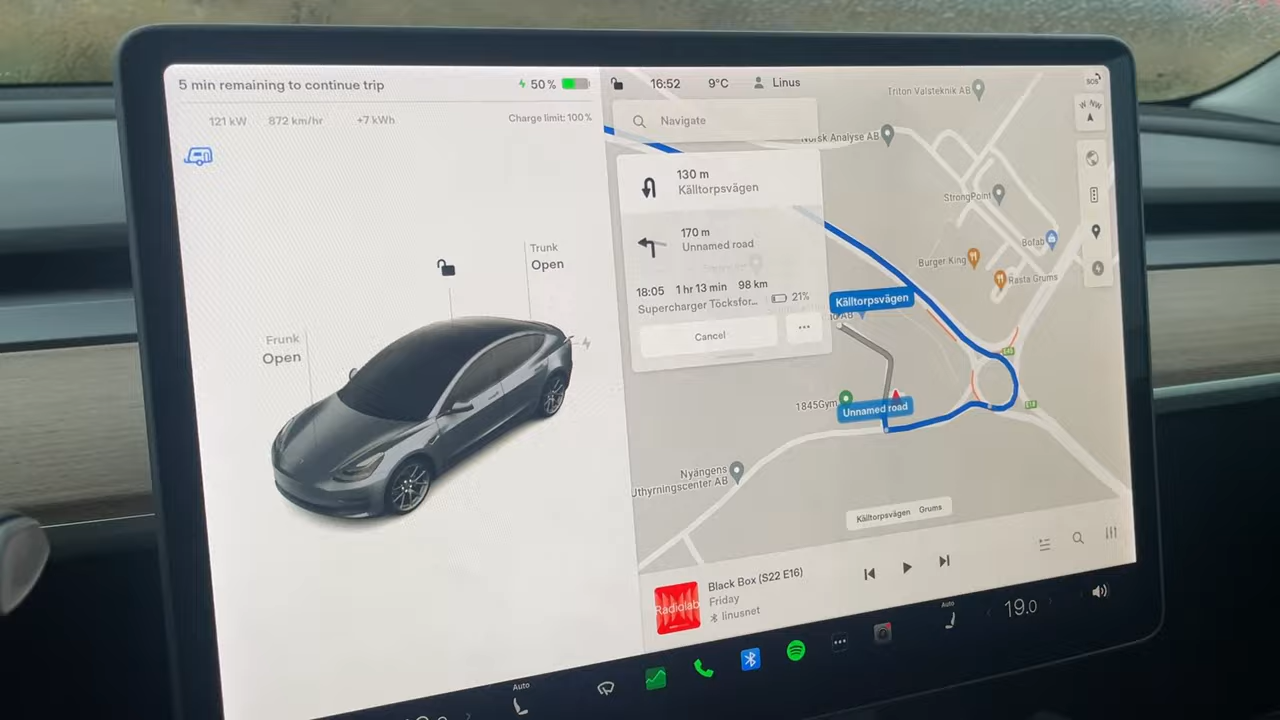 5 min remaining to continue trip
50 %
121 kW 872 km/hr +7 kWh
Charge limit: 100 %
Trunk
Open
Frunk
Open
16:52 9°C Linus
SOS
Navigate
130 m
Källtorpsvägen
170 m
Unnamed road
18:05 1 hr 13 min 98 km
Supercharger Töcksfor... 21%
Cancel
Triton Valsteknik AB
Norsk Analyse AB
StrongPoint
Bofab
Burger King
Rasta Grums
Källtorpsvägen
1845Gym
Unnamed road
Nyängens
Uthyrningscenter AB
Källtorpsvägen Grums
W NW
Radiolab
Black Box (S22 E16)
Friday
linusnet
Auto
19.0
Auto